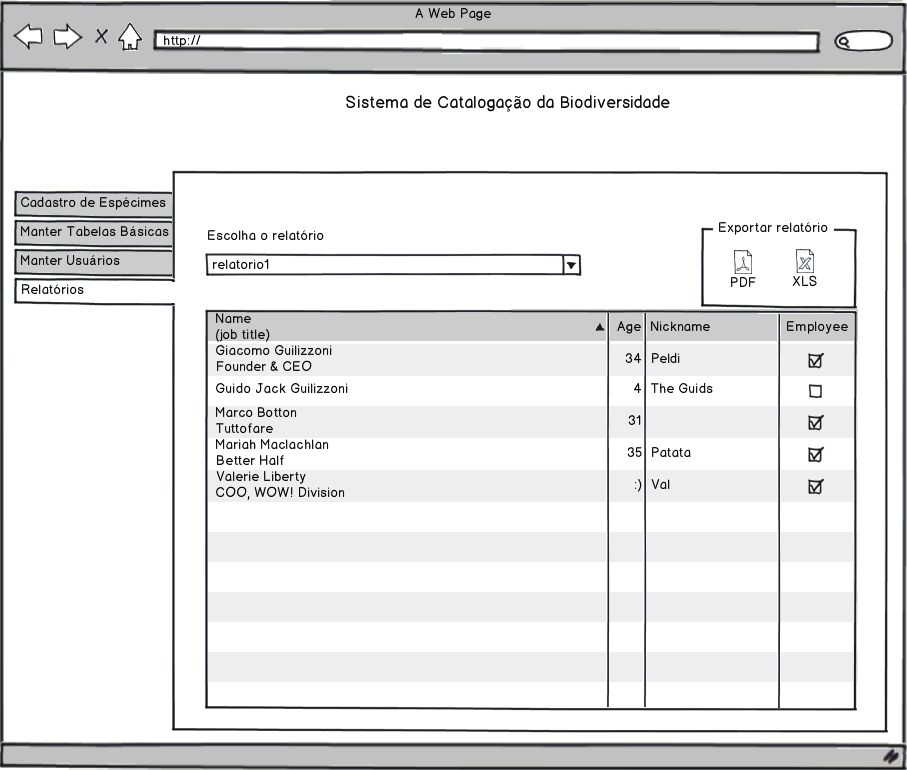 A Web Page
http://
Sistema de Catalogação da Biodiversidade
Cadastro de Espécimes
Manter Tabelas Básicas
Manter Usuários
Relatórios
Escolha o relatório
relatorio1
Exportar relatório
PDF XLS
Name
(job title)
Age Nickname Employee
Giacomo Guilizzoni
Founder & CEO
34 Peldi
Guido Jack Guilizzoni 4 The Guids
Marco Botton
Tuttofare
31
Mariah Maclachlan
Better Half
35 Patata
Valerie Liberty
COO, WOW! Division
:) Val